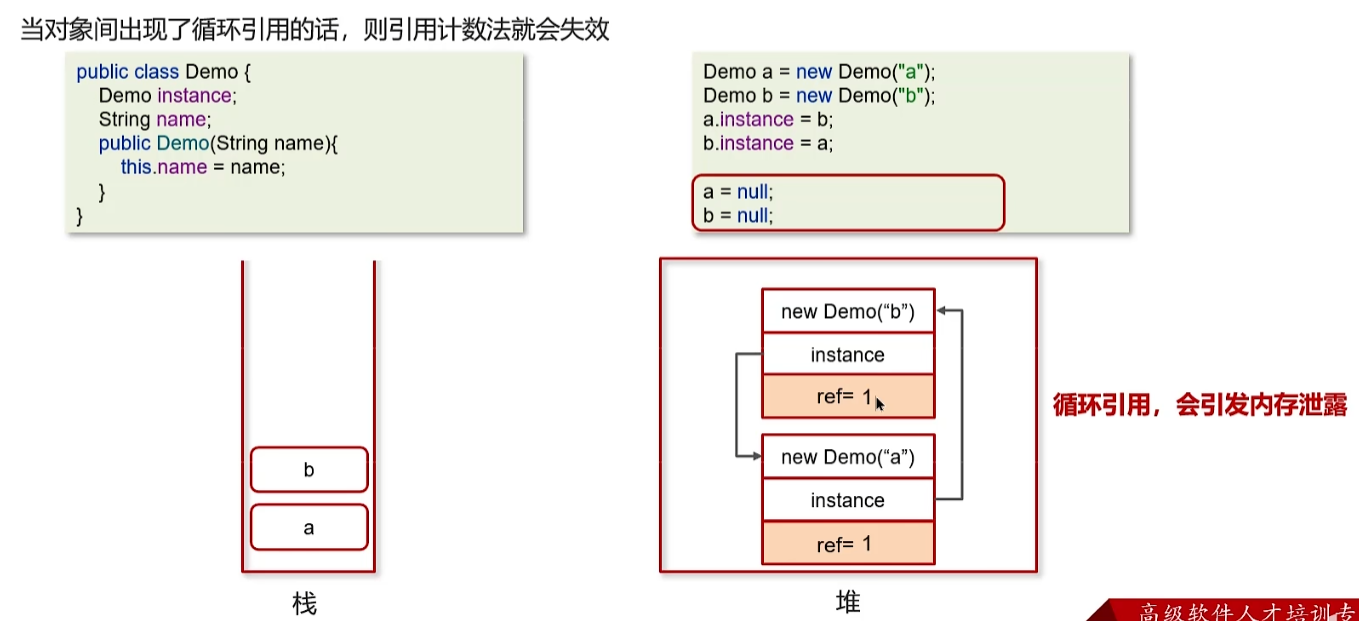 当对象间出现了循环引用的话，则引用计数法就会失效
public class Demo {
Demo instance;
String name;
public Demo(String name){
this.name = name;
}
}
Demo a = new Demo("a");
Demo b = new Demo("b");
a.instance = b;
b.instance = a;
a = null;
b = null;
b
a
栈
new Demo(“b”)
instance
ref= 1
new Demo(“a”)
instance
ref= 1
堆
循环引用，会引发内存泄露
高级软件人才培训专